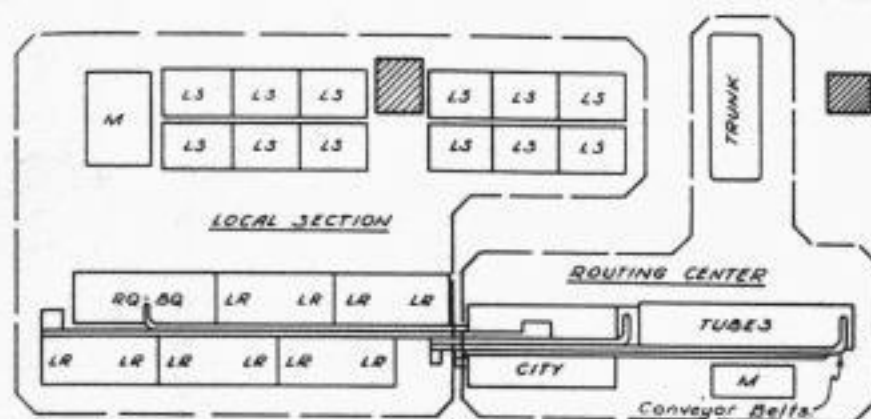 LS LS LS LS LS LS
M
TRUNK
LS LS LS LS LS LS
LOCAL SECTION
ROUTING CENTER
RQ-BQ LR LR LR LR
TUBES
LR LR LR LR LR LR
CITY
M
Conveyor Belts